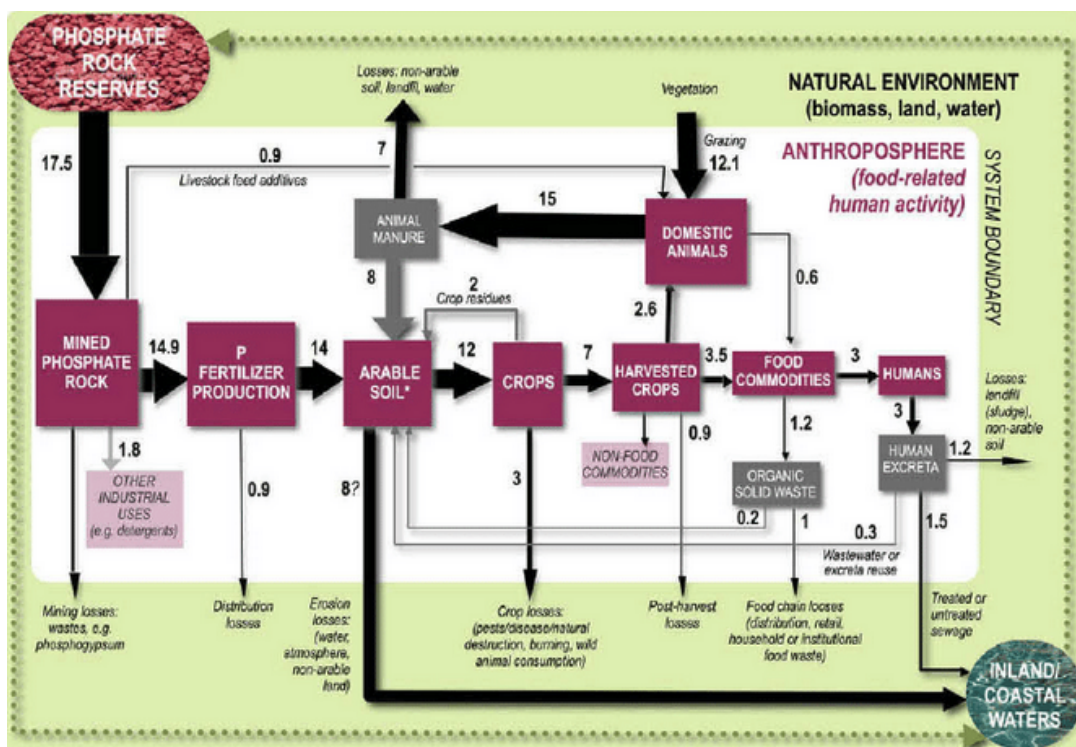 PHOSPHATE
ROCK
RESERVES
Losses: non-arable
soil, landfill, water
Vegetation
NATURAL ENVIRONMENT
(biomass, land, water)
17.5
0.9
Livestock feed additives
7
Grazing
12.1
ANTHROPOSPHERE
(food-related
human activity)
SYSTEM BOUNDARY
ANIMAL
MANURE
15
DOMESTIC
ANIMALS
8
2
Crop residues
2.6
0.6
MINED
PHOSPHATE
ROCK
14.9
P
FERTILIZER
PRODUCTION
14
ARABLE
SOIL*
12
CROPS
7
HARVESTED
CROPS
3.5
FOOD
COMMODITIES
3
HUMANS
1.8
OTHER
INDUSTRIAL
USES
(e.g. detergents)
0.9
8?
3
NON-FOOD
COMMODITIES
0.9
1.2
ORGANIC
SOLID WASTE
0.2
1
3
HUMAN
EXCRETA
1.2
Losses:
landfill
(sludge),
non-arable
soil
0.3
Wastewater or
excreta reuse
1.5
Mining losses:
wastes, e.g.
phosphogypsum
Distribution
losses
Erosion
losses:
(water,
atmosphere,
non-arable
land)
Crop losses:
(pests/disease/natural
destruction, burning, wild
animal consumption)
Post-harvest
losses
Food chain looses
(distribution, retail,
household or institutional
food waste)
Treated or
untreated
sewage
INLAND/
COASTAL
WATERS